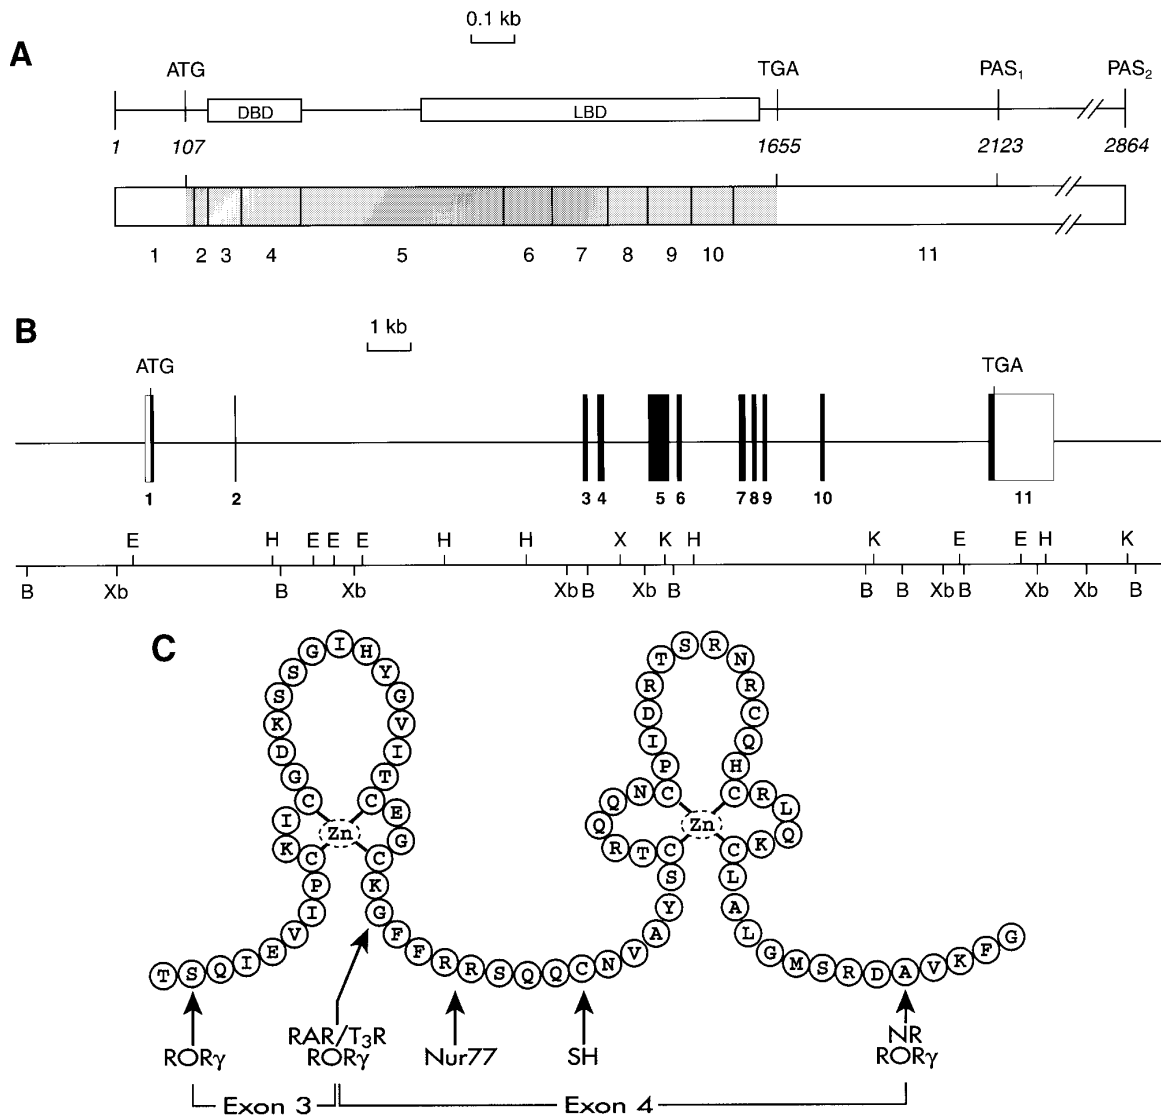 0.1 kb
A
ATG TGA PAS1 PAS2
DBD LBD
1 107 1655 2123 2864
1 2 3 4 5 6 7 8 9 10 11
B
1 kb
ATG TGA
1 2 3 4 5 6 7 8 9 10 11
E H E E E H H X K H K E E H K
B Xb B Xb Xb B Xb B B B Xb B Xb Xb B
C
T S Q I E V I P C K I C G D K S S G I H Y G V I T C E G C K G F F R R S Q Q C N V A Y S C T R Q Q N C P I D R T S R N R C Q H C R L Q K C L A L G M S R D A V K F G
Zn Zn
RAR/T3R NR
RORγ RORγ Nur77 SH RORγ
Exon 3 Exon 4